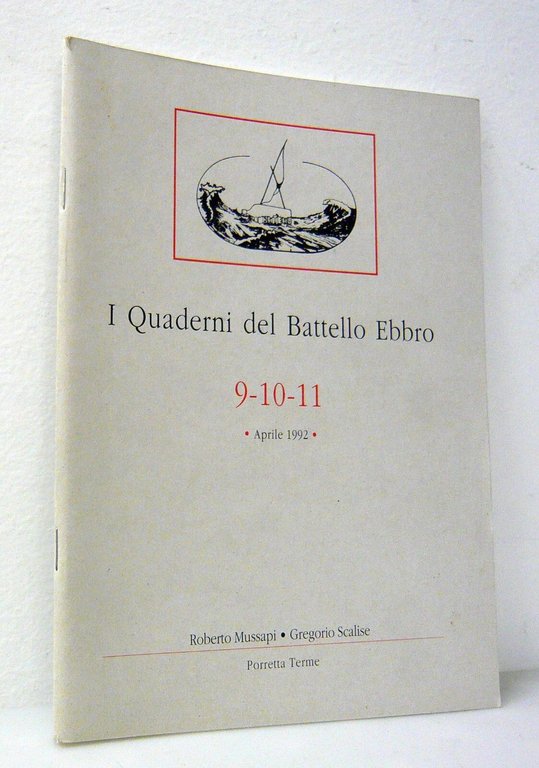 I Quaderni del Battello Ebbro
9-10-11
• Aprile 1992 •
Roberto Mussapi • Gregorio Scalise
Porretta Terme